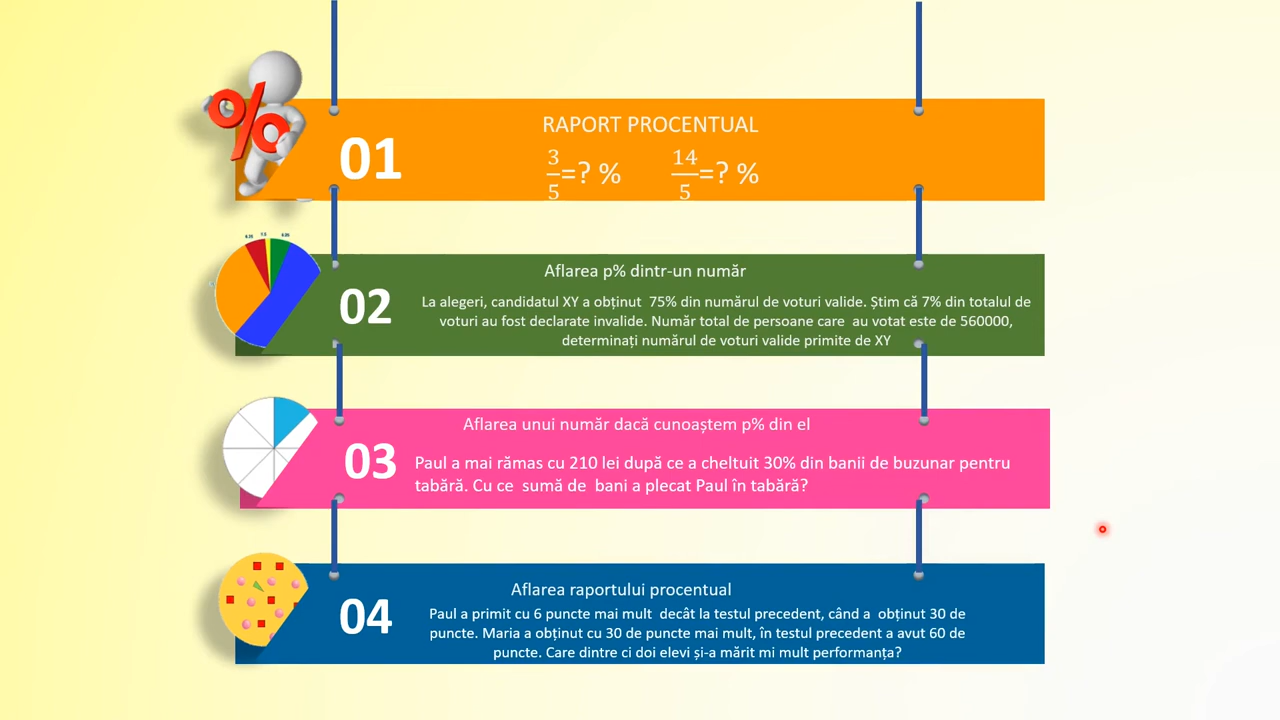 RAPORT PROCENTUAL
01
3/5=? % 14/5=? %
Aflarea p% dintr-un număr
02
La alegeri, candidatul XY a obținut 75% din numărul de voturi valide. Știm că 7% din totalul de
voturi au fost declarate invalide. Număr total de persoane care au votat este de 560000,
determinați numărul de voturi valide primite de XY
Aflarea unui număr dacă cunoaștem p% din el
03
Paul a mai rămas cu 210 lei după ce a cheltuit 30% din banii de buzunar pentru
tabără. Cu ce sumă de bani a plecat Paul în tabără?
Aflarea raportului procentual
04
Paul a primit cu 6 puncte mai mult decât la testul precedent, când a obținut 30 de
puncte. Maria a obținut cu 30 de puncte mai mult, în testul precedent a avut 60 de
puncte. Care dintre ci doi elevi și-a mărit mi mult performanța?